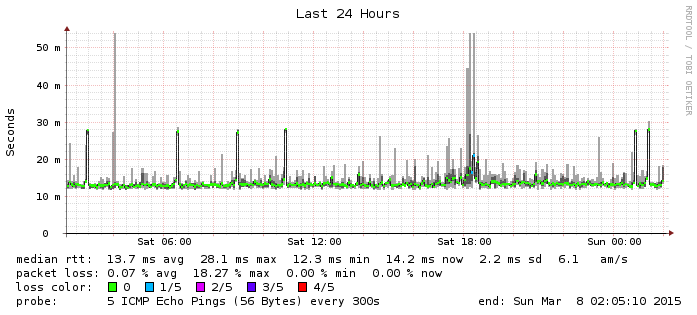 Last 24 Hours
RRDTOOL / TOBI OETIKER
Seconds
50 m
40 m
30 m
20 m
10 m
0
Sat 06:00 Sat 12:00 Sat 18:00 Sun 00:00
median rtt: 13.7 ms avg 28.1 ms max 12.3 ms min 14.2 ms now 2.2 ms sd 6.1 am/s
packet loss: 0.07 % avg 18.27 % max 0.00 % min 0.00 % now
loss color: 0 1/5 2/5 3/5 4/5
probe: 5 ICMP Echo Pings (56 Bytes) every 300s end: Sun Mar 8 02:05:10 2015